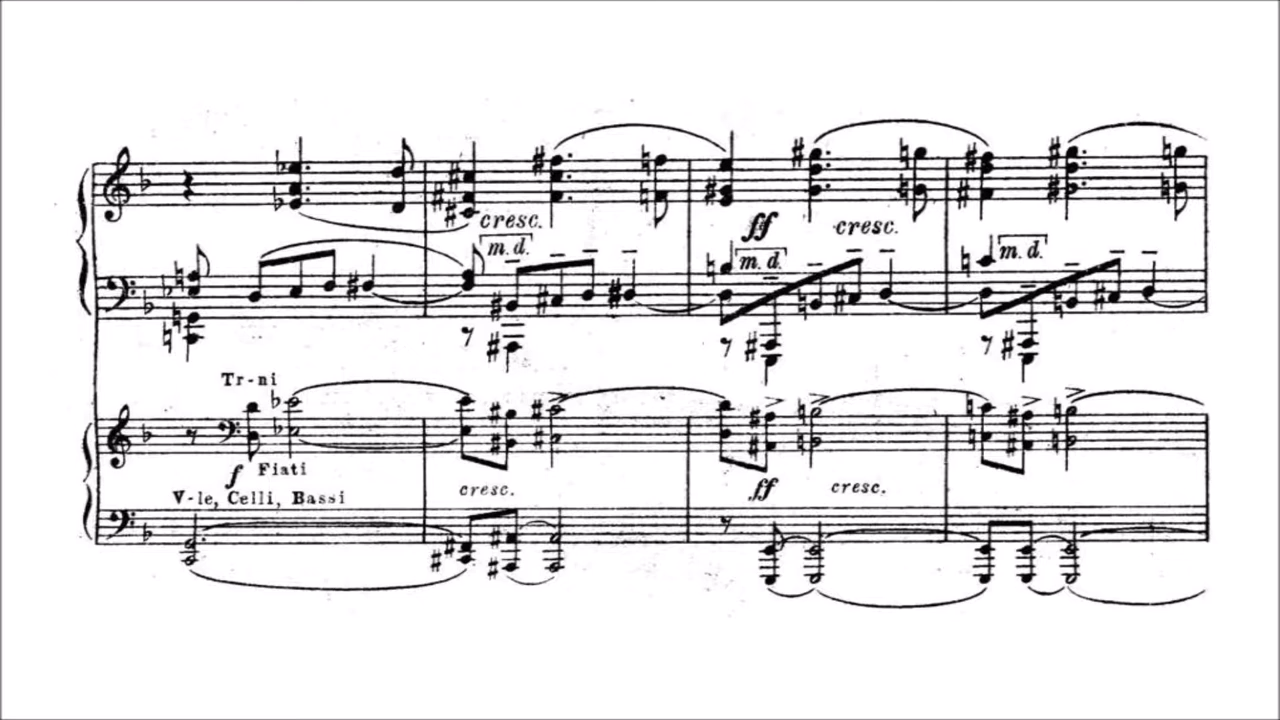 cresc.
m. d.
ff cresc.
m. d.
m. d.
Tr-ni
f Fiati
V-le, Celli, Bassi
cresc.
ff cresc.